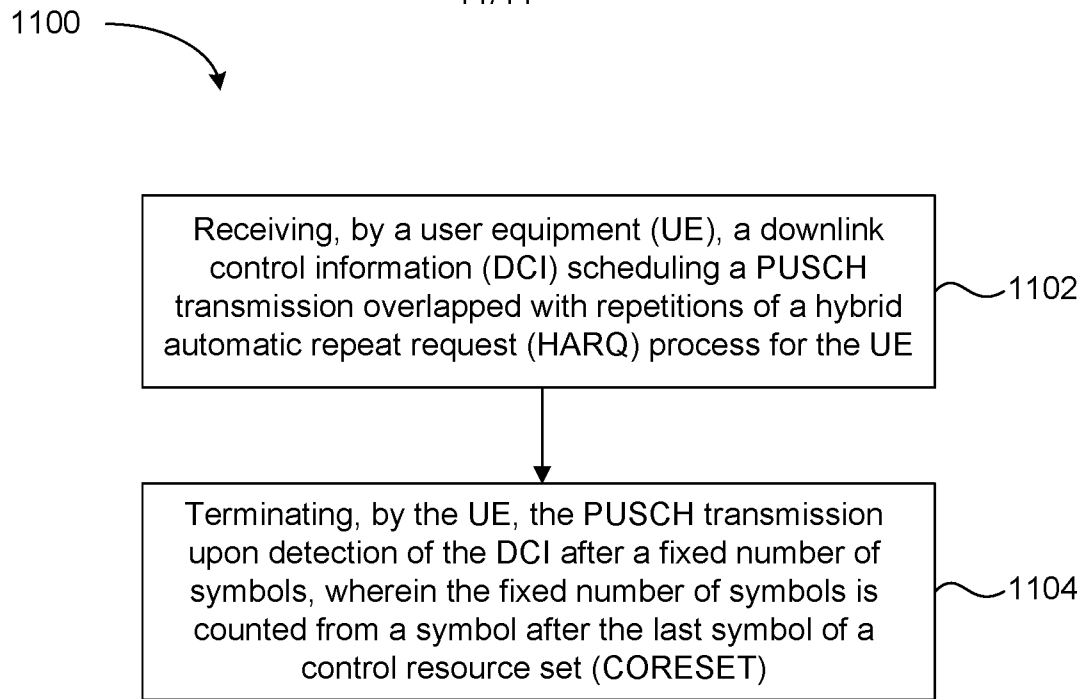 1100
Receiving, by a user equipment (UE), a downlink
control information (DCI) scheduling a PUSCH
transmission overlapped with repetitions of a hybrid
automatic repeat request (HARQ) process for the UE
1102
Terminating, by the UE, the PUSCH transmission
upon detection of the DCI after a fixed number of
symbols, wherein the fixed number of symbols is
counted from a symbol after the last symbol of a
control resource set (CORESET)
1104